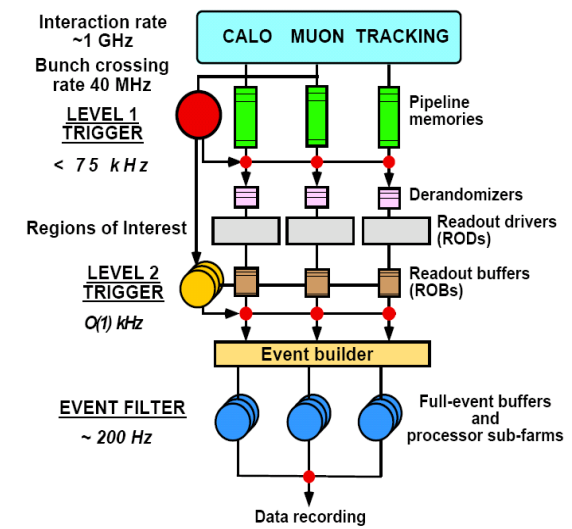 Interaction rate
~1 GHz
CALO MUON TRACKING
Bunch crossing
rate 40 MHz
LEVEL 1
TRIGGER
< 75 kHz
Pipeline
memories
Derandomizers
Regions of Interest
Readout drivers
(RODs)
LEVEL 2
TRIGGER
O(1) kHz
Readout buffers
(ROBs)
Event builder
EVENT FILTER
~ 200 Hz
Full-event buffers
and
processor sub-farms
Data recording